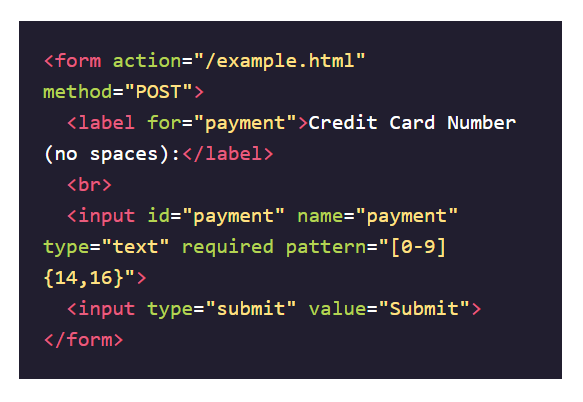 <form action="/example.html"
method="POST">
  <label for="payment">Credit Card Number
(no spaces):</label>
  <br>
  <input id="payment" name="payment"
type="text" required pattern="[0-9]
{14,16}">
  <input type="submit" value="Submit">
</form>